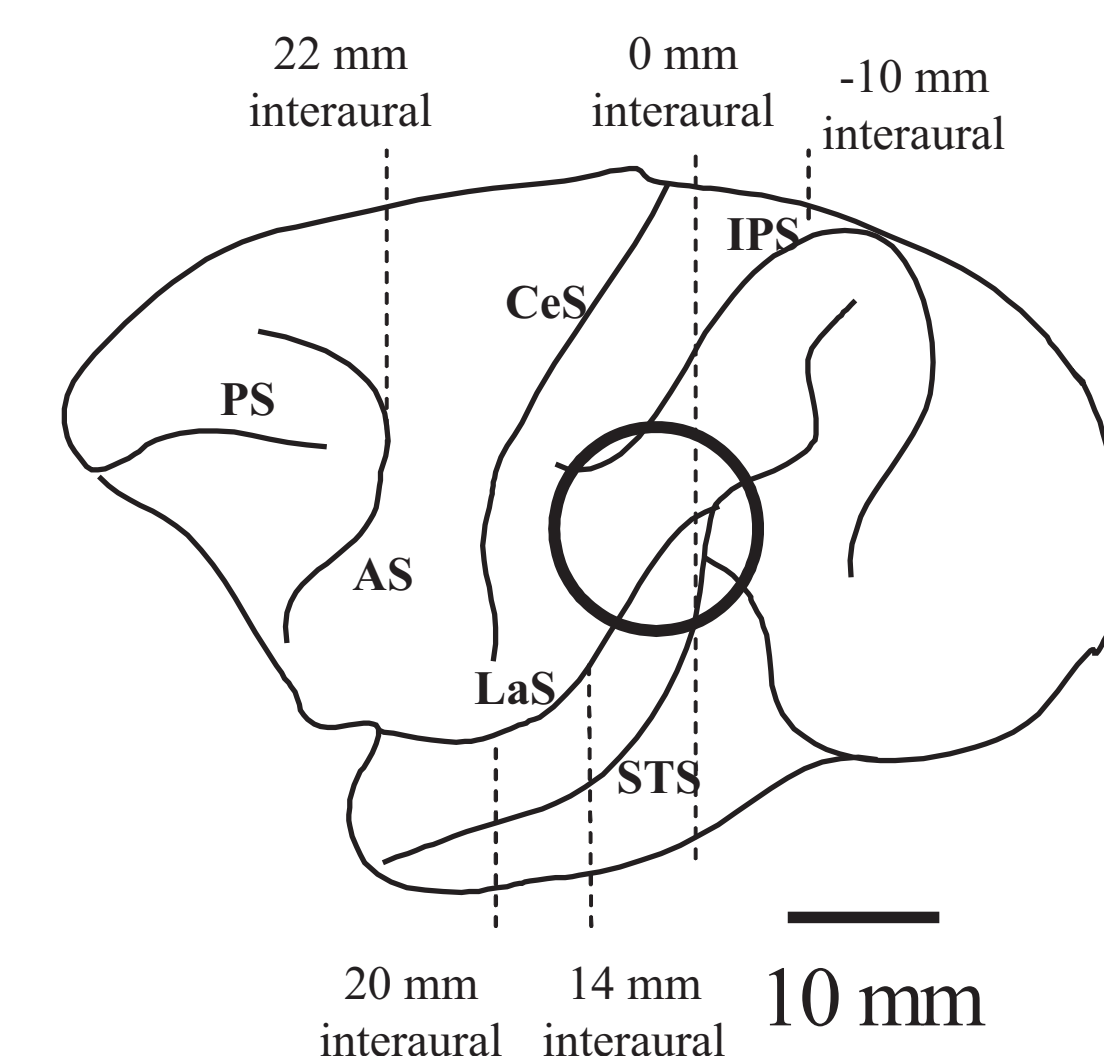 22 mm
interaural
0 mm
interaural
-10 mm
interaural
IPS
CeS
PS
AS
LaS
STS
20 mm
interaural
14 mm
interaural
10 mm